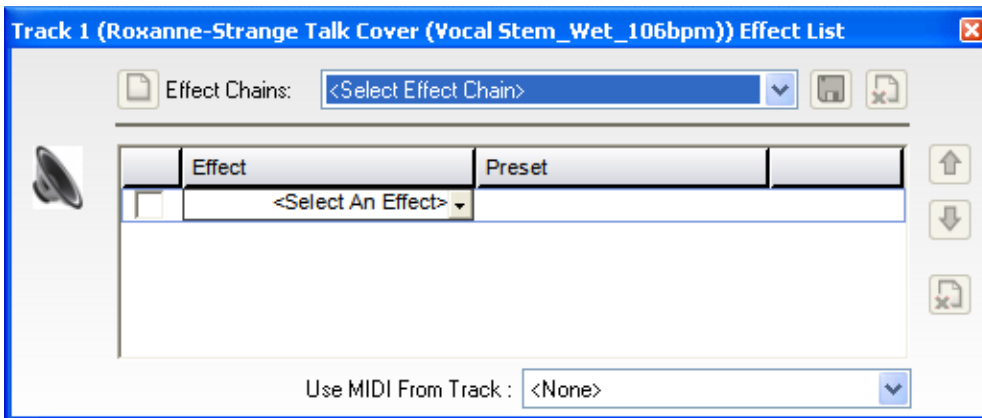 Track 1 (Roxanne-Strange Talk Cover (Vocal Stem_Wet_106bpm)) Effect List
Effect Chains: <Select Effect Chain>
Effect Preset
<Select An Effect>
Use MIDI From Track : <None>